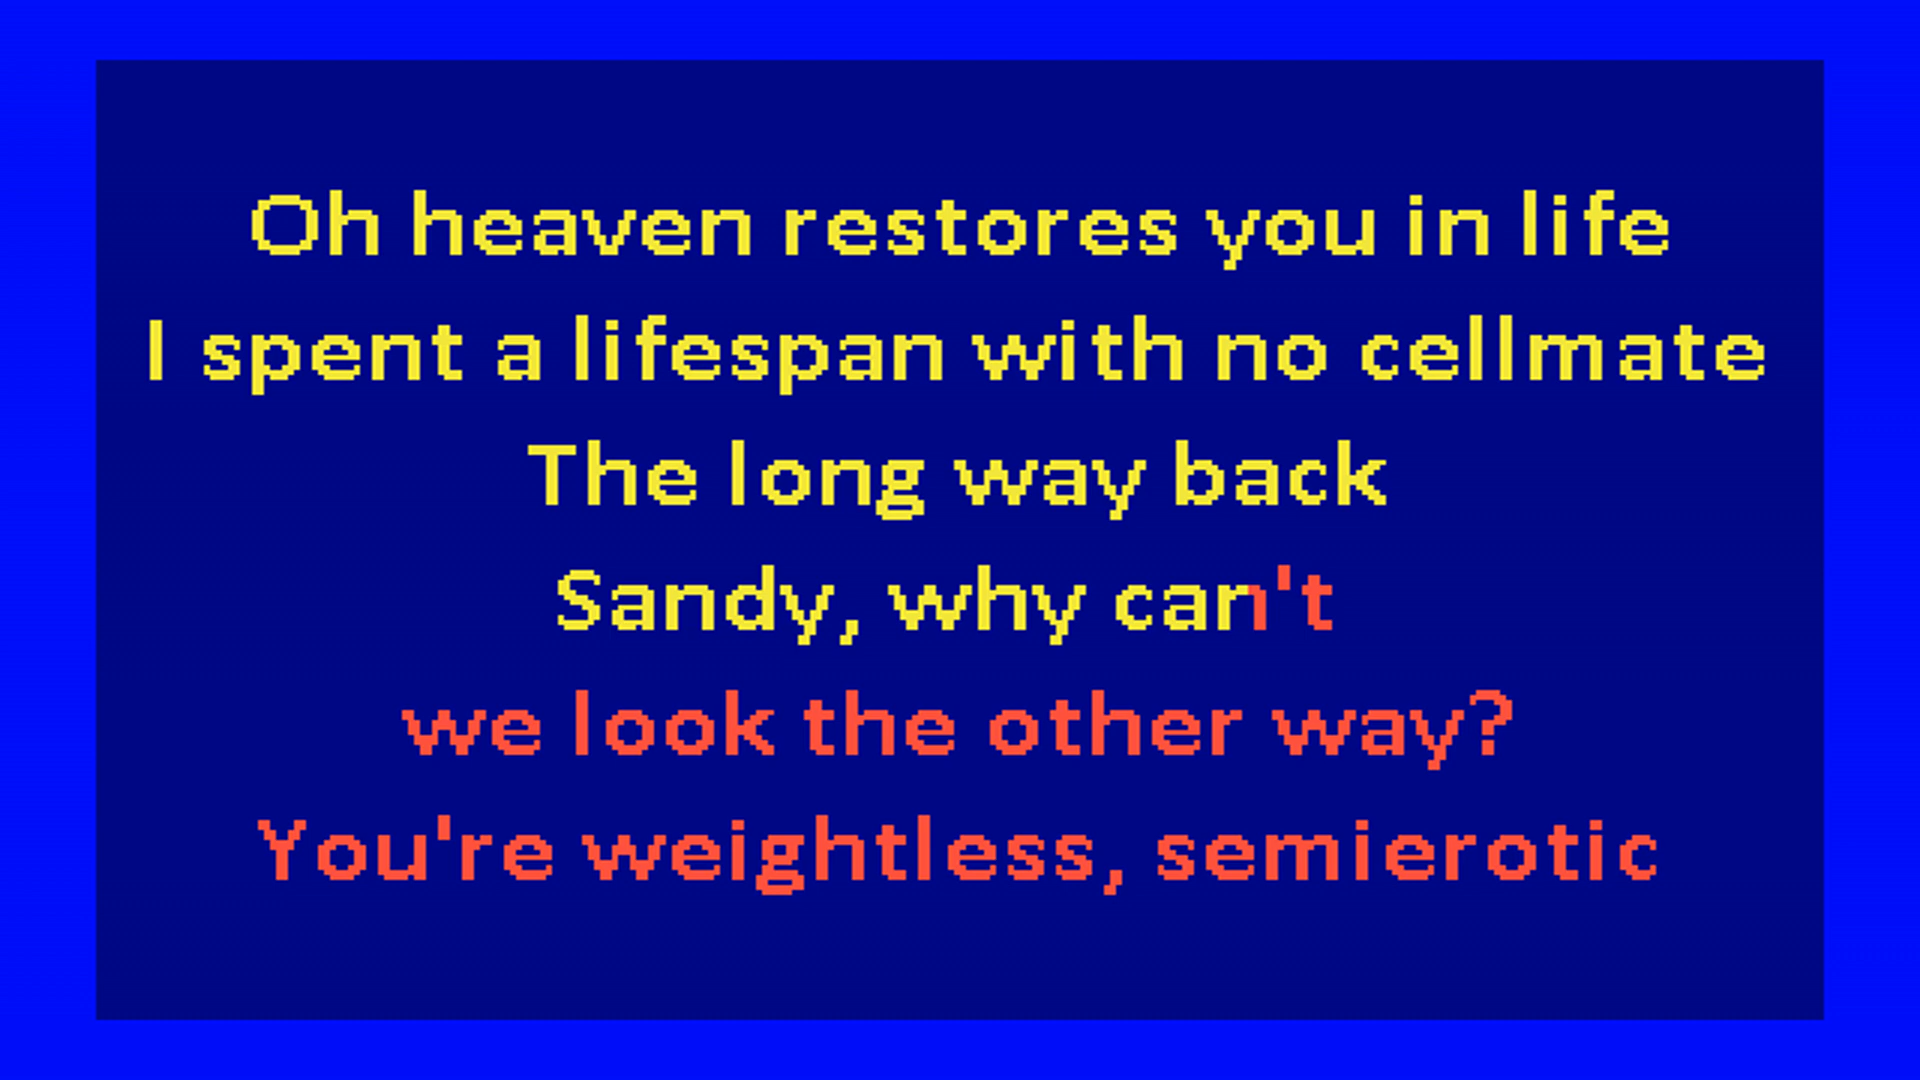 Oh heaven restores you in life
I spent a lifespan with no cellmate
The long way back
Sandy, why can't
we look the other way?
You're weightless, semierotic